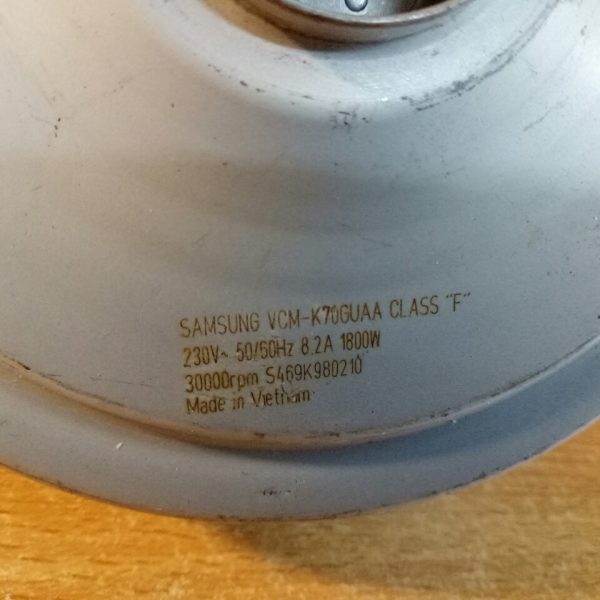 SAMSUNG VCM-K70GUAA CLASS "F"
230V~ 50/60Hz 8.2A 1800W
30000rpm S469K980210
Made in Vietnam